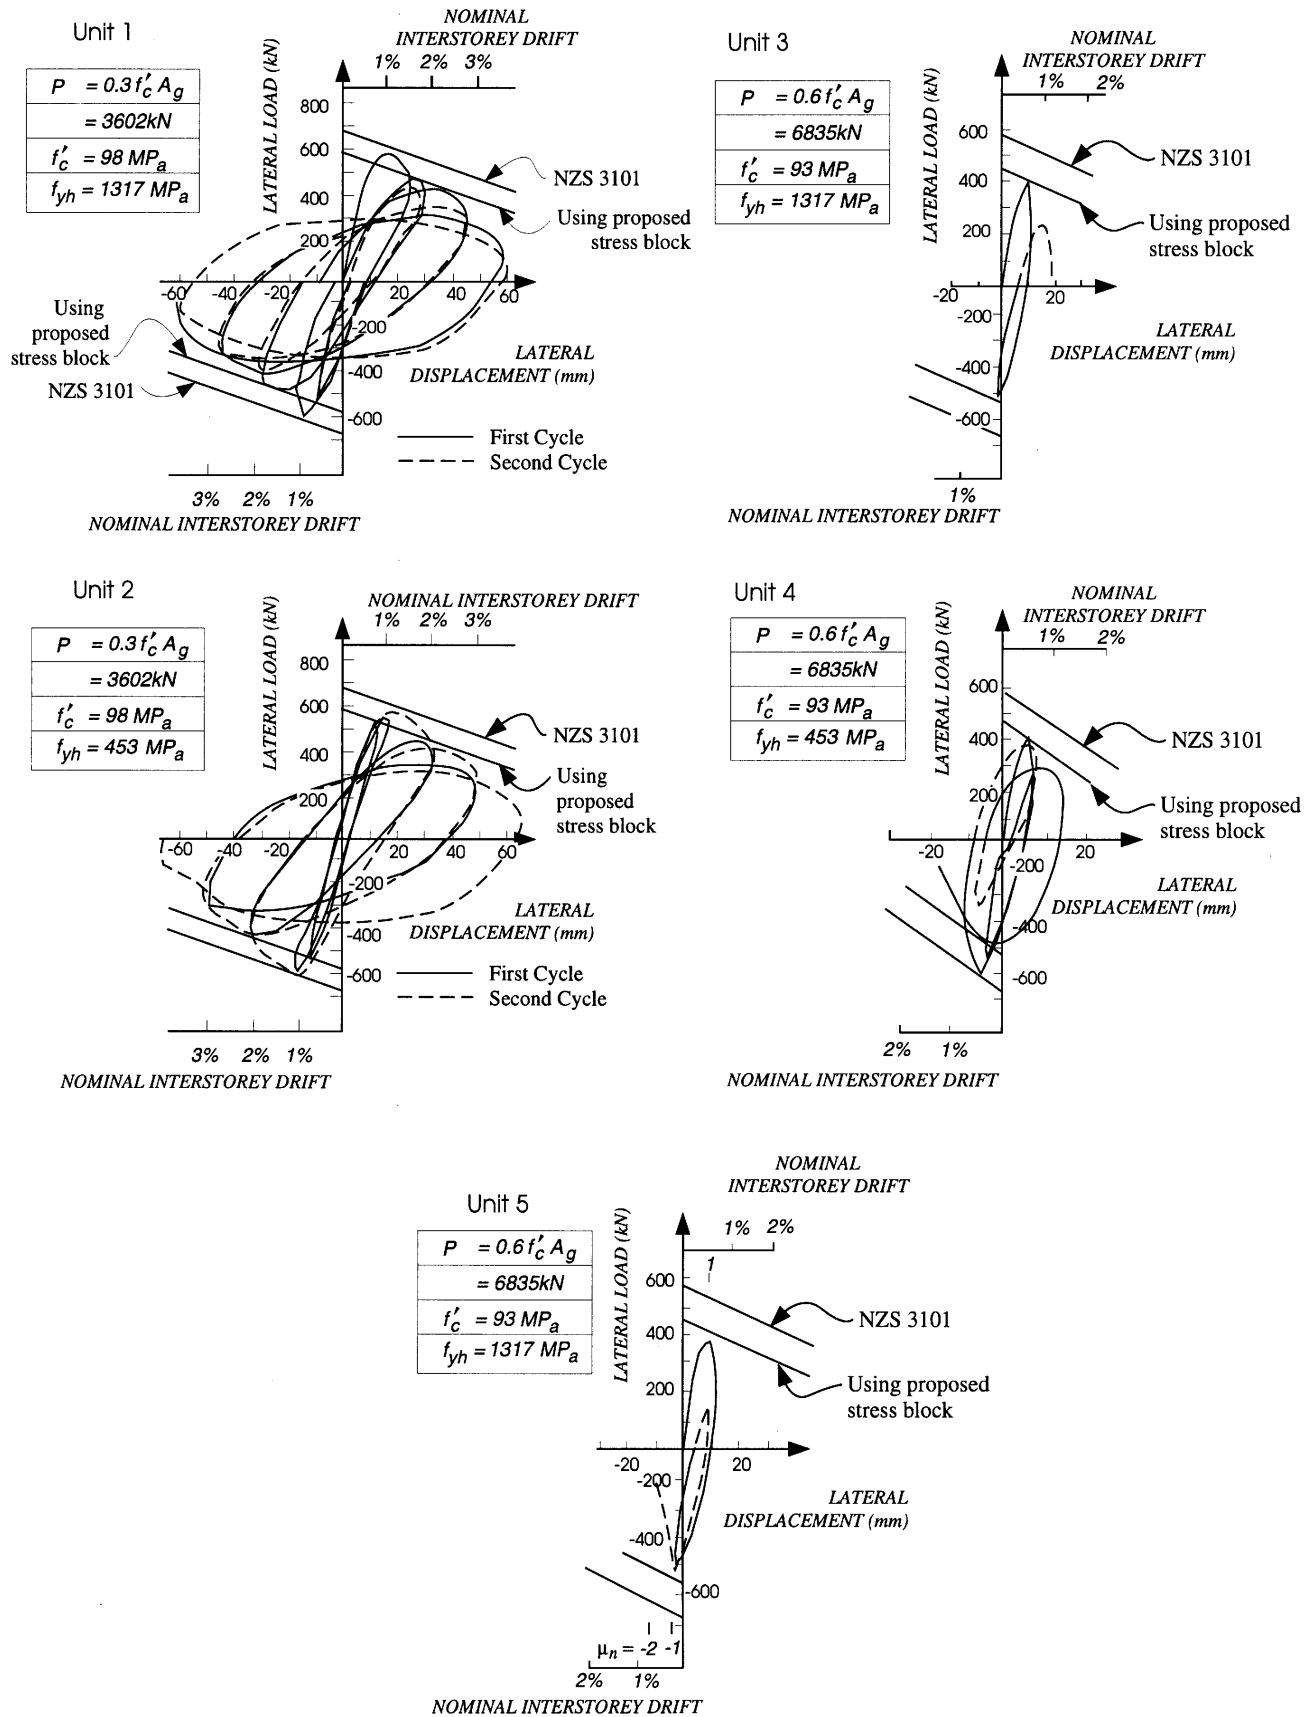 Unit 1
P = 0.3 f'c Ag
= 3602kN
f'c = 98 MPa
fyh = 1317 MPa
LATERAL LOAD (kN)
NOMINAL
INTERSTOREY DRIFT
1% 2% 3%
800
600
400
200
-60 -40 -20 20 40 60
-200
-400
-600
NZS 3101
Using proposed
stress block
Using
proposed
stress block
NZS 3101
LATERAL
DISPLACEMENT (mm)
First Cycle
Second Cycle
3% 2% 1%
NOMINAL INTERSTOREY DRIFT
Unit 3
P = 0.6 f'c Ag
= 6835kN
f'c = 93 MPa
fyh = 1317 MPa
LATERAL LOAD (kN)
NOMINAL
INTERSTOREY DRIFT
1% 2%
600
400
200
-20 20
-200
-400
-600
NZS 3101
Using proposed
stress block
LATERAL
DISPLACEMENT (mm)
1%
NOMINAL INTERSTOREY DRIFT
Unit 2
P = 0.3 f'c Ag
= 3602kN
f'c = 98 MPa
fyh = 453 MPa
LATERAL LOAD (kN)
NOMINAL INTERSTOREY DRIFT
1% 2% 3%
800
600
400
200
-60 -40 -20 20 40 60
-200
-400
-600
NZS 3101
Using
proposed
stress block
LATERAL
DISPLACEMENT (mm)
First Cycle
Second Cycle
3% 2% 1%
NOMINAL INTERSTOREY DRIFT
Unit 4
P = 0.6 f'c Ag
= 6835kN
f'c = 93 MPa
fyh = 453 MPa
LATERAL LOAD (kN)
NOMINAL
INTERSTOREY DRIFT
1% 2%
600
400
200
-20 20
-200
-400
-600
NZS 3101
Using proposed
stress block
LATERAL
DISPLACEMENT (mm)
2% 1%
NOMINAL INTERSTOREY DRIFT
Unit 5
P = 0.6 f'c Ag
= 6835kN
f'c = 93 MPa
fyh = 1317 MPa
LATERAL LOAD (kN)
NOMINAL
INTERSTOREY DRIFT
1% 2%
1
600
400
200
-20 20
-200
-400
-600
NZS 3101
Using proposed
stress block
LATERAL
DISPLACEMENT (mm)
μn = -2 -1
2% 1%
NOMINAL INTERSTOREY DRIFT